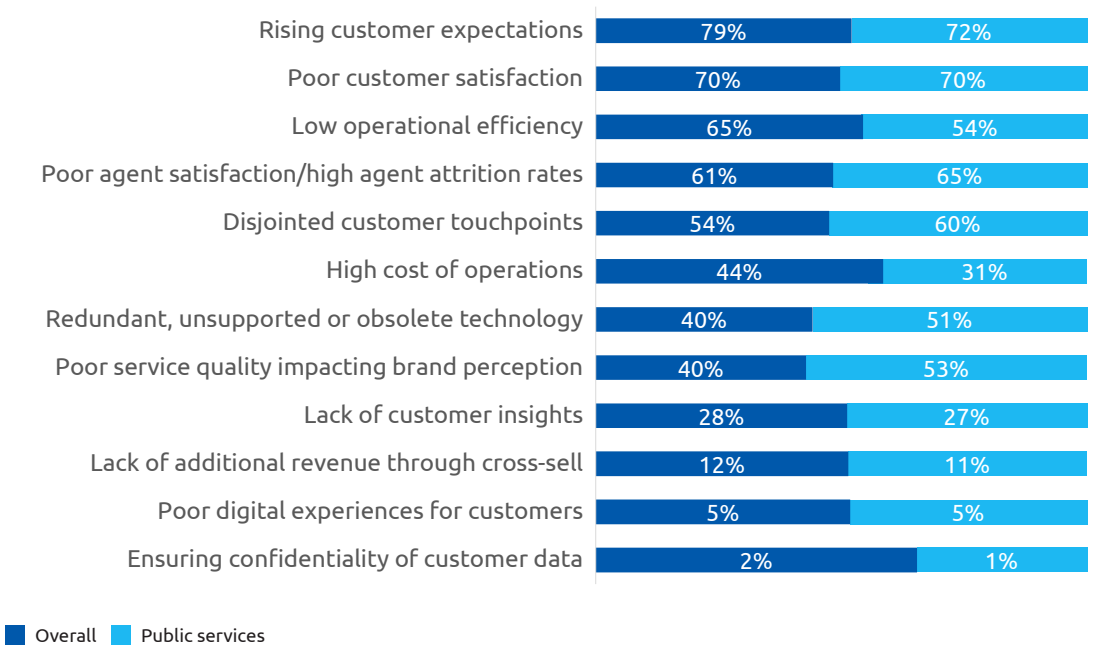 Rising customer expectations 79% 72%
Poor customer satisfaction 70% 70%
Low operational efficiency 65% 54%
Poor agent satisfaction/high agent attrition rates 61% 65%
Disjointed customer touchpoints 54% 60%
High cost of operations 44% 31%
Redundant, unsupported or obsolete technology 40% 51%
Poor service quality impacting brand perception 40% 53%
Lack of customer insights 28% 27%
Lack of additional revenue through cross-sell 12% 11%
Poor digital experiences for customers 5% 5%
Ensuring confidentiality of customer data 2% 1%
Overall Public services